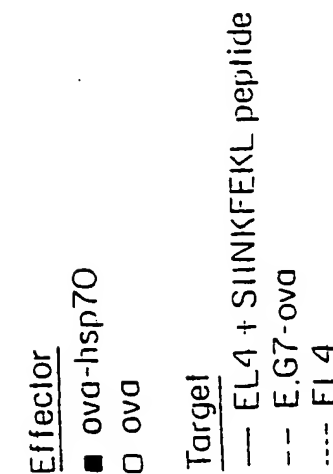 Effector
■ ova-hsp70
□ ova
Target
— EL4 + SIINKFEKL peptide
-- E.G7-ova
---- EL4